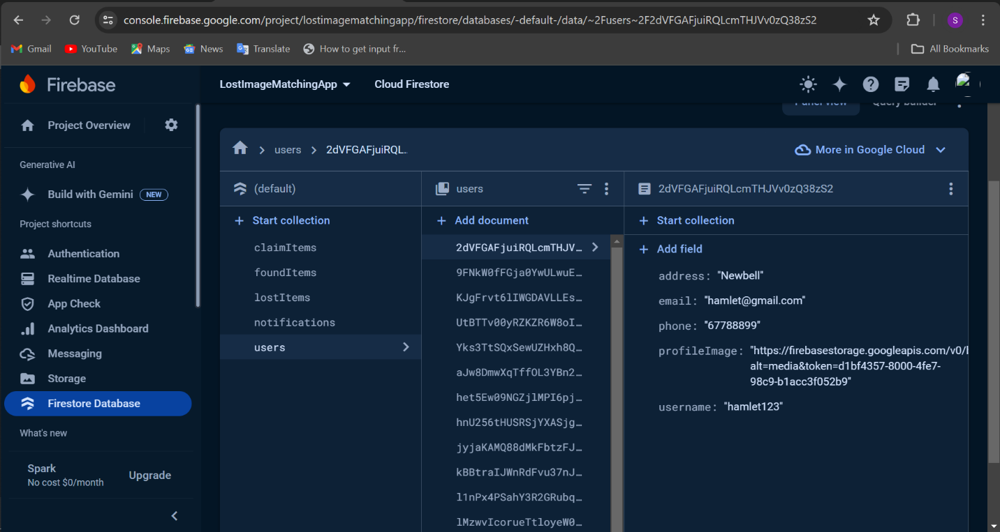 console.firebase.google.com/project/lostimagematchingapp/firestore/databases/-default-/data/~2Fusers~2F2dVFGAFjuiRQLcmTHJVv0zQ38zS2
S
Gmail
YouTube
Maps
News
Translate
How to get input fr...
All Bookmarks
Firebase
LostImageMatchingApp
Cloud Firestore
Project Overview
Generative AI
Build with Gemini NEW
Project shortcuts
Authentication
Realtime Database
App Check
Analytics Dashboard
Messaging
Storage
Firestore Database
What's new
Spark
No cost $0/month
Upgrade
Panel view
Query builder
users
2dVFGAFjuiRQL..
More in Google Cloud
(default)
Start collection
claimItems
foundItems
lostItems
notifications
users
users
Add document
2dVFGAFjuiRQLcmTHJV…
9FNkW0fFGja0YwULwuE…
KJgFrvt6lIWGDAVLLEs…
UtBTTv00yRZKZR6W8oI…
Yks3TtSQxSewUZHxh8Q…
aJw8DmwXqTffOL3YBn2…
het5Ew09NGZjlMPI6pj…
hnU256tHUSRSjYXASjg…
jyjaKAMQ88dMkFbtzFJ…
kBBtraIJWnRdFvu37nJ…
l1nPx4PSahY3R2GRubq…
lMzwvIcorueTtloyeW0…
2dVFGAFjuiRQLcmTHJVv0zQ38zS2
Start collection
Add field
address: "Newbell"
email: "hamlet@gmail.com"
phone: "67788899"
profileImage: "https://firebasestorage.googleapis.com/v0/
alt=media&token=d1bf4357-8000-4fe7-
98c9-b1acc3f052b9"
username: "hamlet123"